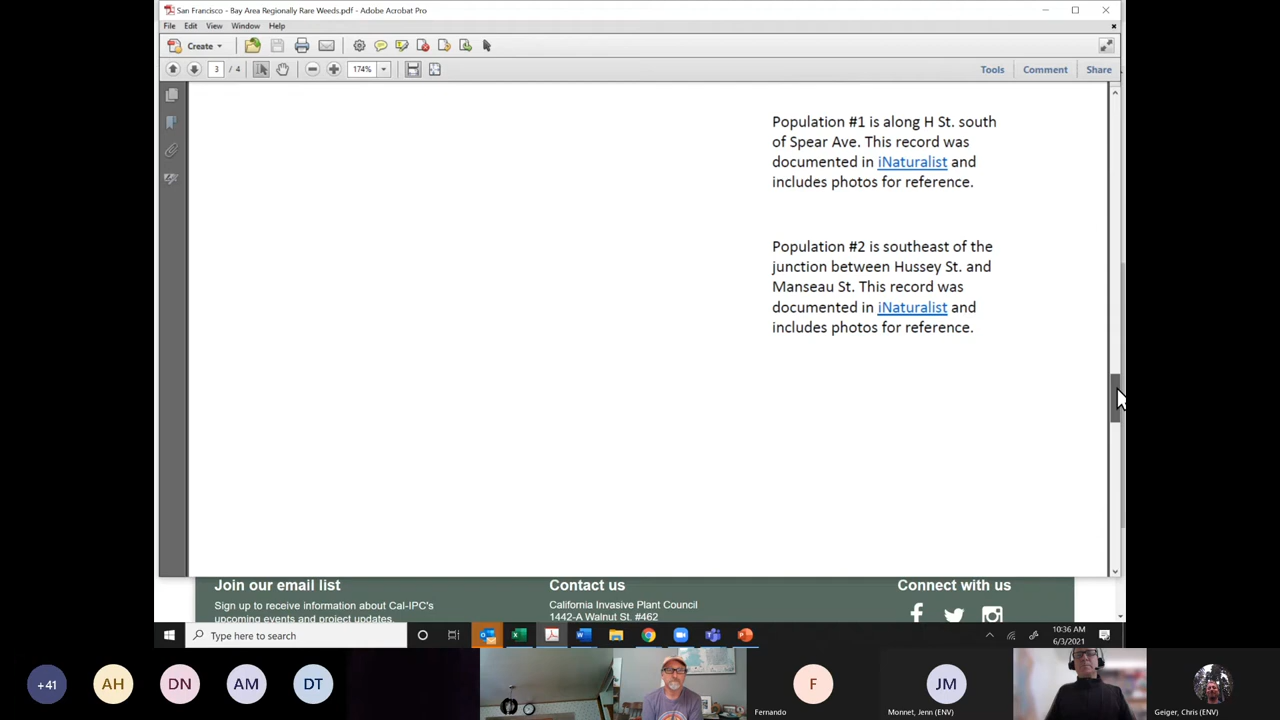 San Francisco - Bay Area Regionally Rare Weeds.pdf - Adobe Acrobat Pro
File Edit View Window Help
Create
3 / 4 174% Tools Comment Share
Population #1 is along H St. south
of Spear Ave. This record was
documented in iNaturalist and
includes photos for reference.
Population #2 is southeast of the
junction between Hussey St. and
Manseau St. This record was
documented in iNaturalist and
includes photos for reference.
Join our email list Contact us Connect with us
Sign up to receive information about Cal-IPC's California Invasive Plant Council
upcoming events and project updates. 1442-A Walnut St. #462
Type here to search
10:36 AM
6/3/2021
+41 AH DN AM DT F JM
Fernando Monnet, Jenn (ENV) Geiger, Chris (ENV)